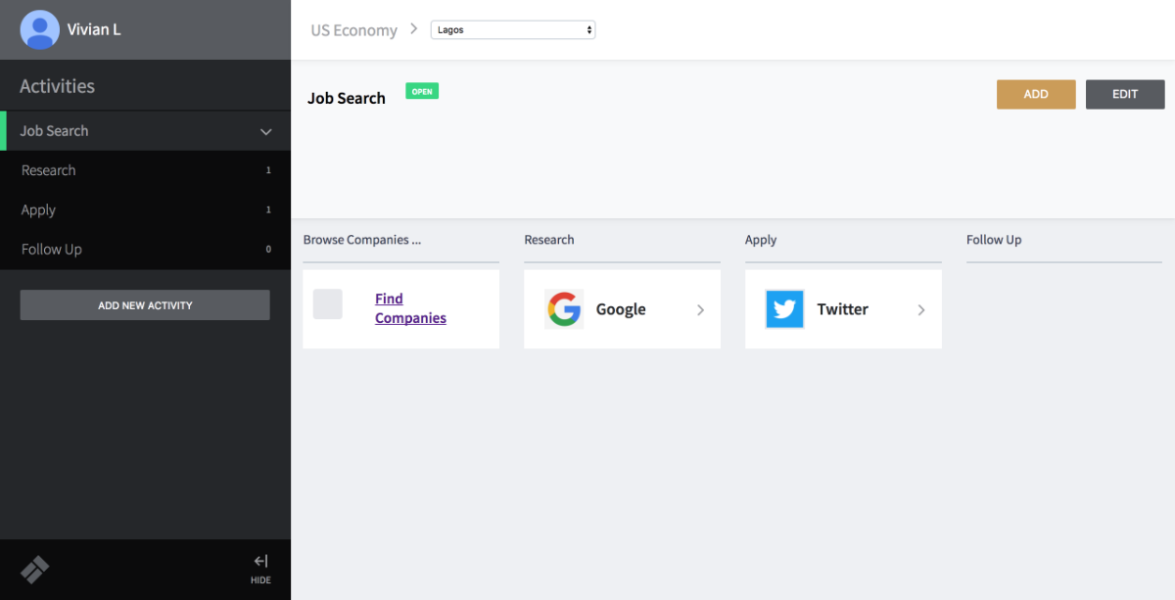 Vivian L
US Economy
Lagos
Activities
Job Search
Research 1
Apply 1
Follow Up 0
ADD NEW ACTIVITY
HIDE
Job Search
OPEN
ADD
EDIT
Browse Companies ...
Research
Apply
Follow Up
Find
Companies
Google
Twitter